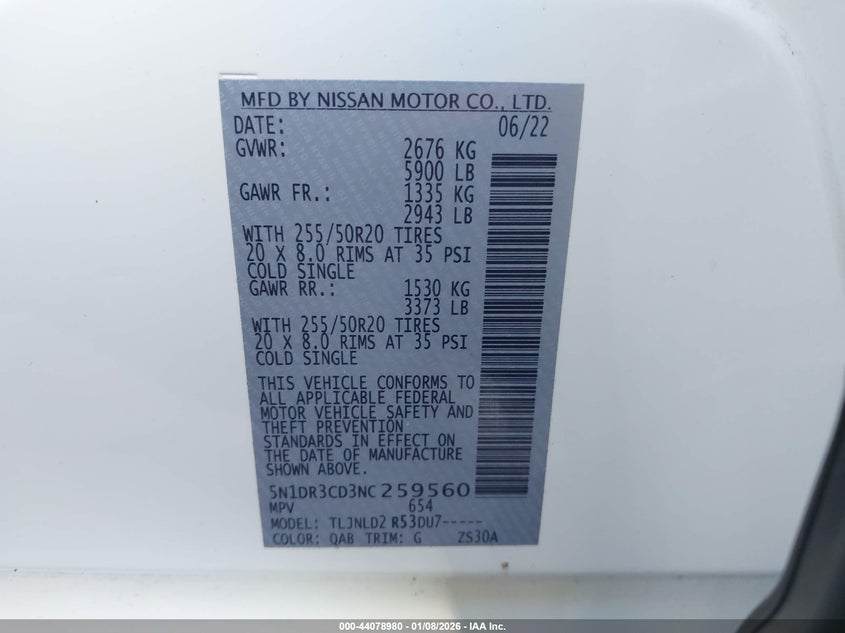 MFD BY NISSAN MOTOR CO., LTD.
DATE: 06/22
GVWR: 2676 KG
5900 LB
GAWR FR.: 1335 KG
2943 LB
WITH 255/50R20 TIRES
20 X 8.0 RIMS AT 35 PSI
COLD SINGLE
GAWR RR.: 1530 KG
3373 LB
WITH 255/50R20 TIRES
20 X 8.0 RIMS AT 35 PSI
COLD SINGLE
THIS VEHICLE CONFORMS TO
ALL APPLICABLE FEDERAL
MOTOR VEHICLE SAFETY AND
THEFT PREVENTION
STANDARDS IN EFFECT ON
THE DATE OF MANUFACTURE
SHOWN ABOVE.
5N1DR3CD3NC259560
MPV 654
MODEL: TLJNLD2 R53DU7-----
COLOR: QAB TRIM: G ZS30A
000-44078980 - 01/08/2026 - IAA Inc.